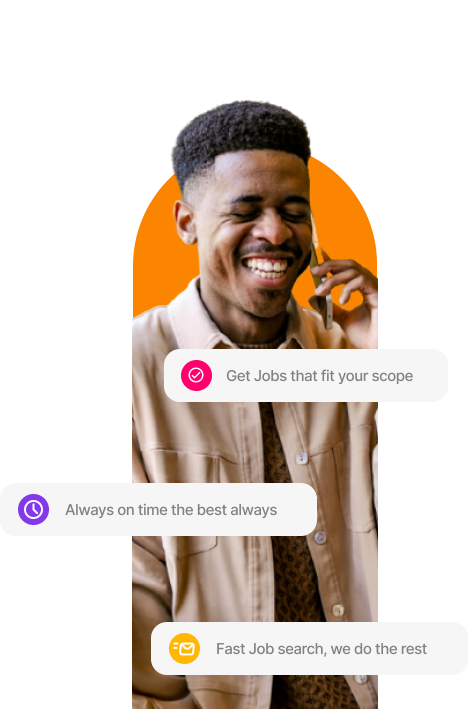 Get Jobs that fit your scope
Always on time the best always
Fast Job search, we do the rest